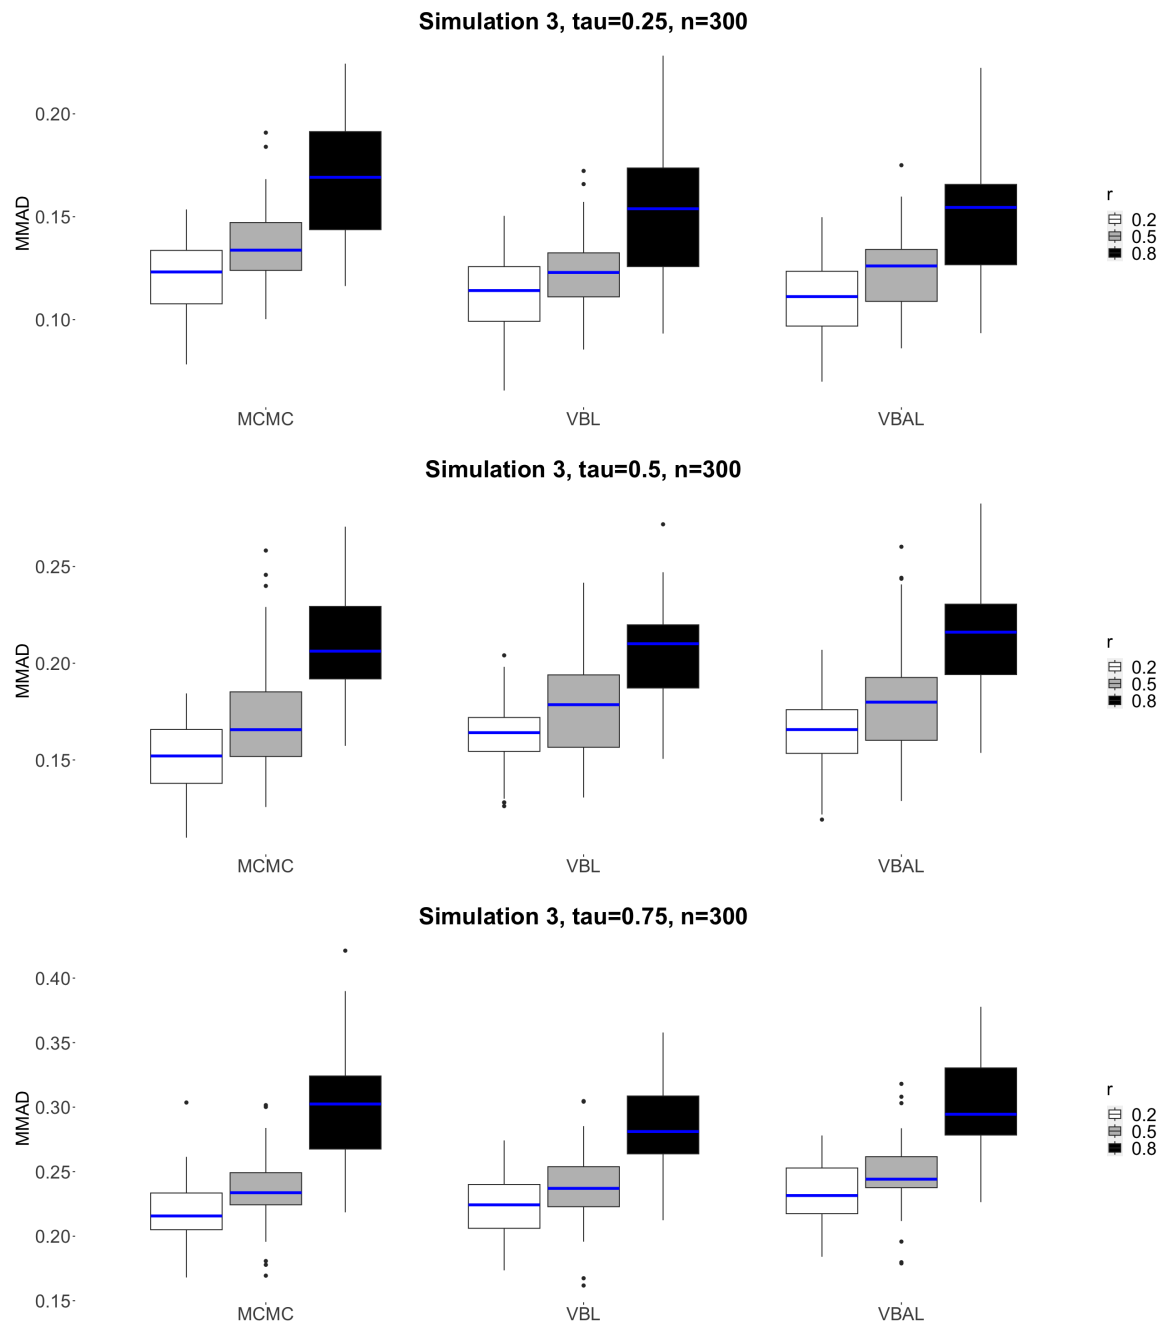 Simulation 3, tau=0.25, n=300
MMAD
0.20
0.15
0.10
MCMC
VBL
VBAL
r
0.2
0.5
0.8
Simulation 3, tau=0.5, n=300
MMAD
0.25
0.20
0.15
MCMC
VBL
VBAL
r
0.2
0.5
0.8
Simulation 3, tau=0.75, n=300
MMAD
0.40
0.35
0.30
0.25
0.20
0.15
MCMC
VBL
VBAL
r
0.2
0.5
0.8